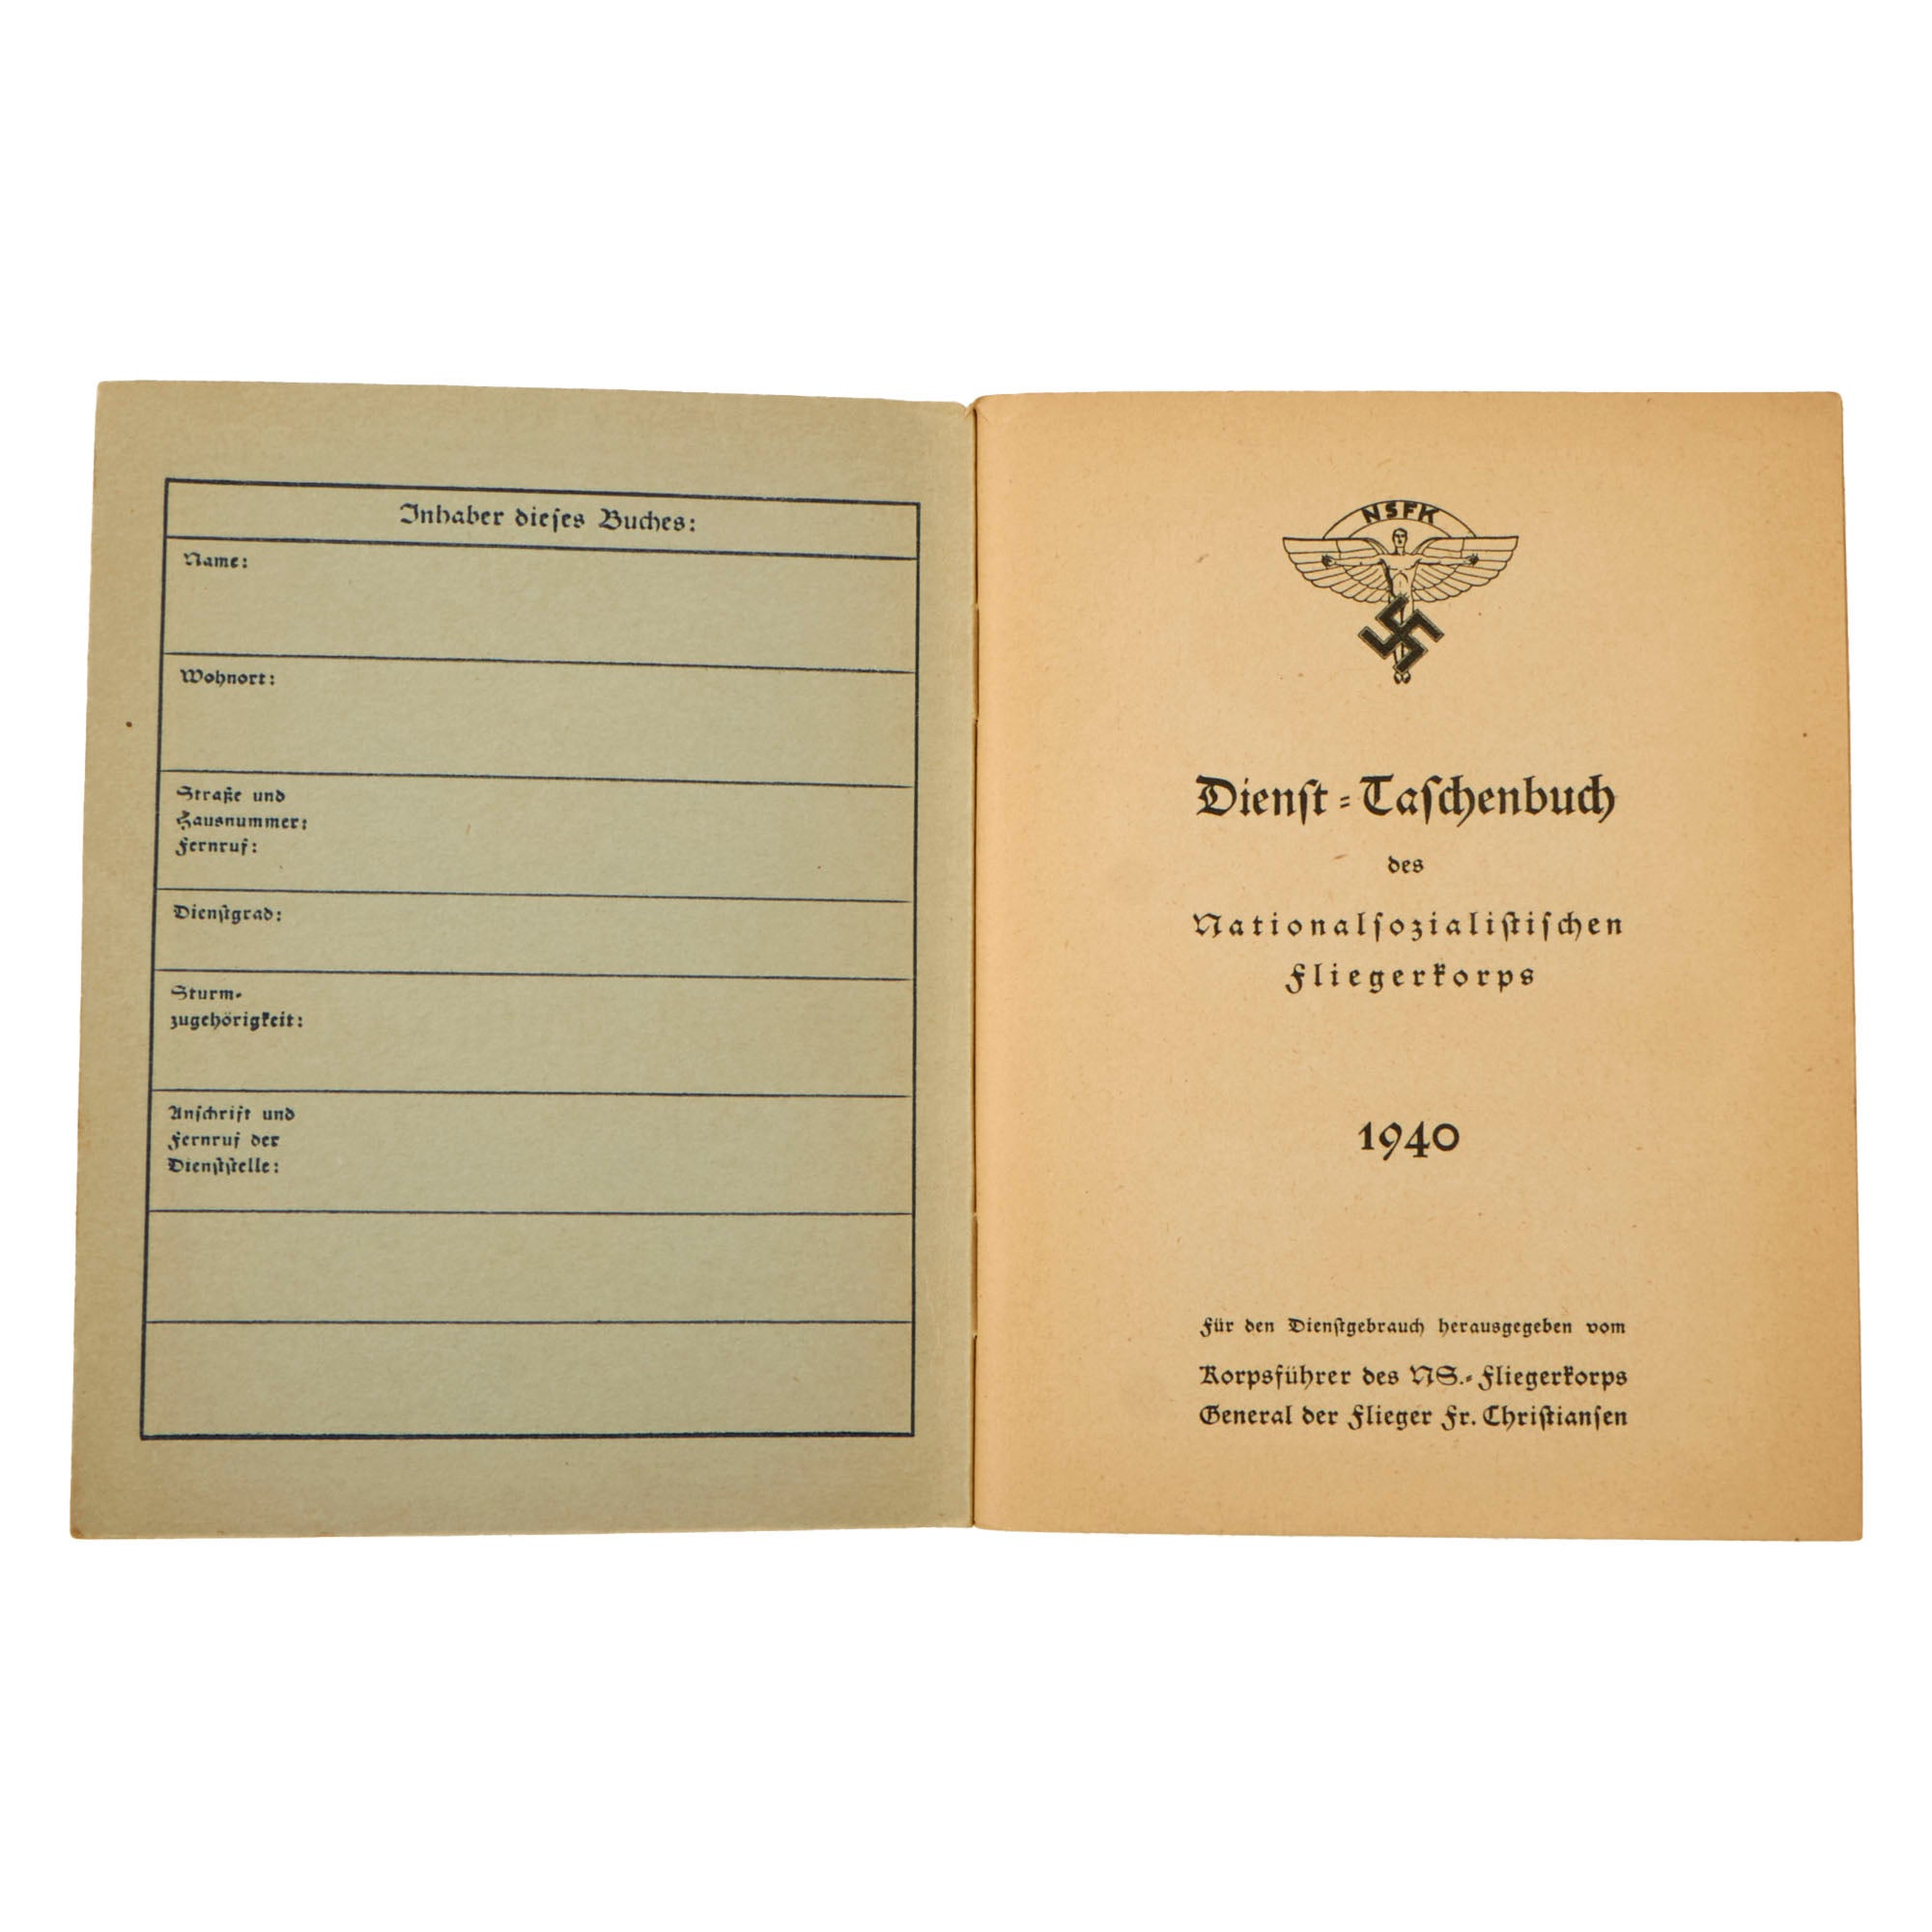 Inhaber dieses Buches:
Name:
Wohnort:
Straße und
Hausnummer:
Fernruf:
Dienstgrad:
Sturm-
zugehörigkeit:
Anschrift und
Fernruf der
Dienststelle:
NSFK
Dienst-Taschenbuch
des
Nationalsozialistischen
Fliegerkorps
1940
Für den Dienstgebrauch herausgegeben vom
Korpsführer des NS.-Fliegerkorps
General der Flieger Fr. Christiansen